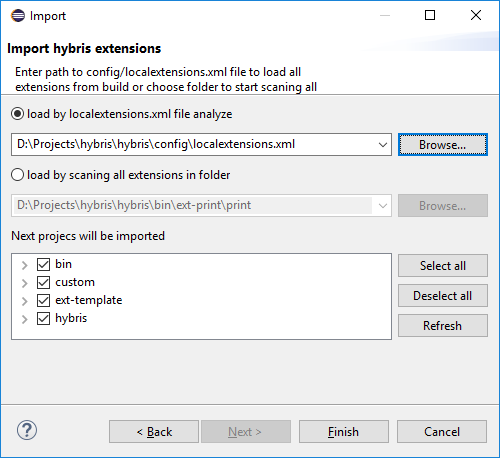 Import
Import hybris extensions
Enter path to config/localextensions.xml file to load all
extensions from build or choose folder to start scaning all
load by localextensions.xml file analyze
D:\Projects\hybris\hybris\config\localextensions.xml
Browse...
load by scaning all extensions in folder
D:\Projects\hybris\hybris\bin\ext-print\print
Browse...
Next projecs will be imported
bin
custom
ext-template
hybris
Select all
Deselect all
Refresh
?
< Back
Next >
Finish
Cancel